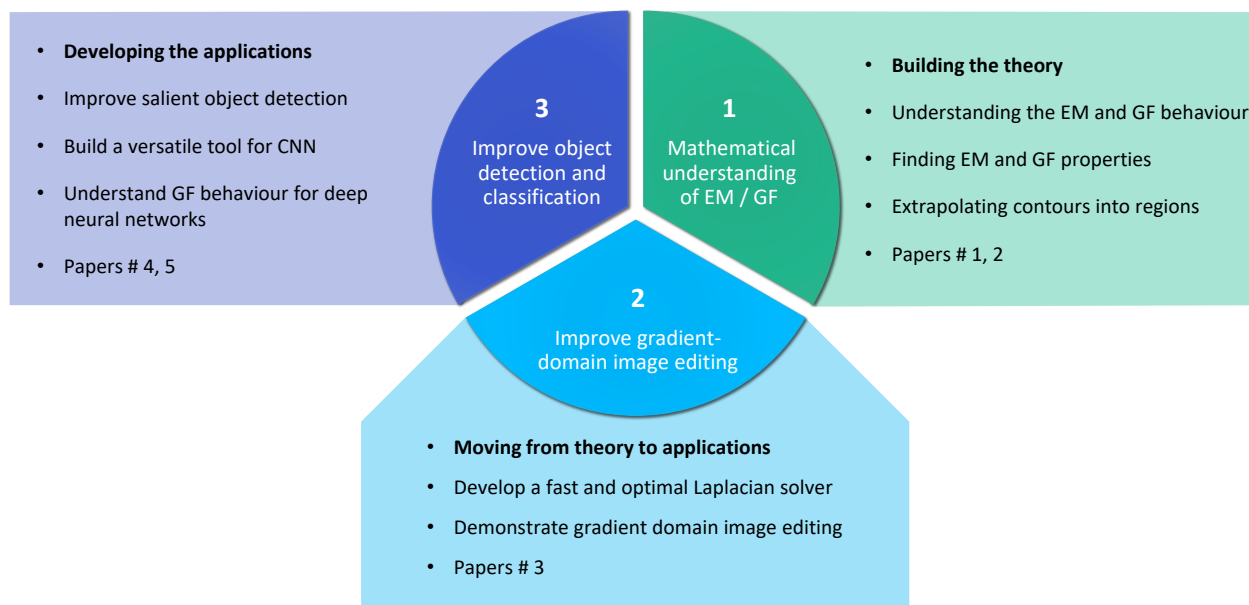 • Developing the applications
• Improve salient object detection
• Build a versatile tool for CNN
• Understand GF behaviour for deep
neural networks
• Papers # 4, 5
3
Improve object
detection and
classification
1
Mathematical
understanding
of EM / GF
• Building the theory
• Understanding the EM and GF behaviour
• Finding EM and GF properties
• Extrapolating contours into regions
• Papers # 1, 2
2
Improve gradient-
domain image editing
• Moving from theory to applications
• Develop a fast and optimal Laplacian solver
• Demonstrate gradient domain image editing
• Papers # 3